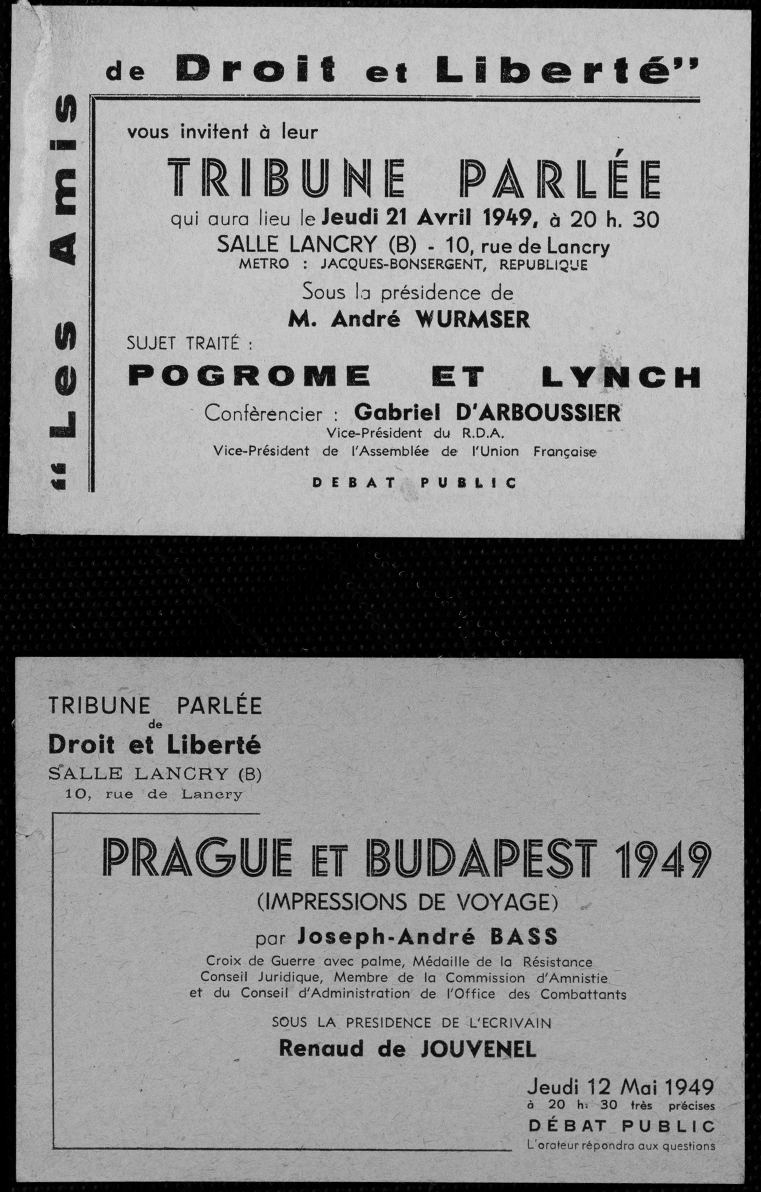 “Les Amis
de Droit et Liberté”
vous invitent à leur
TRIBUNE PARLÉE
qui aura lieu le Jeudi 21 Avril 1949, à 20 h. 30
SALLE LANCRY (B) - 10, rue de Lancry
METRO : JACQUES-BONSERGENT, REPUBLIQUE
Sous la présidence de
M. André WURMSER
SUJET TRAITÉ :
POGROME ET LYNCH
Confèrencier : Gabriel D'ARBOUSSIER
Vice-Président du R.D.A.
Vice-Président de l'Assemblée de l'Union Française
DEBAT PUBLIC
TRIBUNE PARLÉE
de
Droit et Liberté
SALLE LANCRY (B)
10, rue de Lancry
PRAGUE ET BUDAPEST 1949
(IMPRESSIONS DE VOYAGE)
par Joseph-André BASS
Croix de Guerre avec palme, Médaille de la Résistance
Conseil Juridique, Membre de la Commission d'Amnistie
et du Conseil d'Administration de l'Office des Combattants
SOUS LA PRESIDENCE DE L'ECRIVAIN
Renaud de JOUVENEL
Jeudi 12 Mai 1949
à 20 h. 30 très précises
DÉBAT PUBLIC
L'orateur répondra aux questions